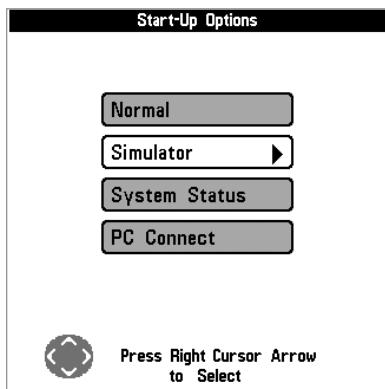 Start-Up Options
Normal
Simulator
System Status
PC Connect
Press Right Cursor Arrow
to Select